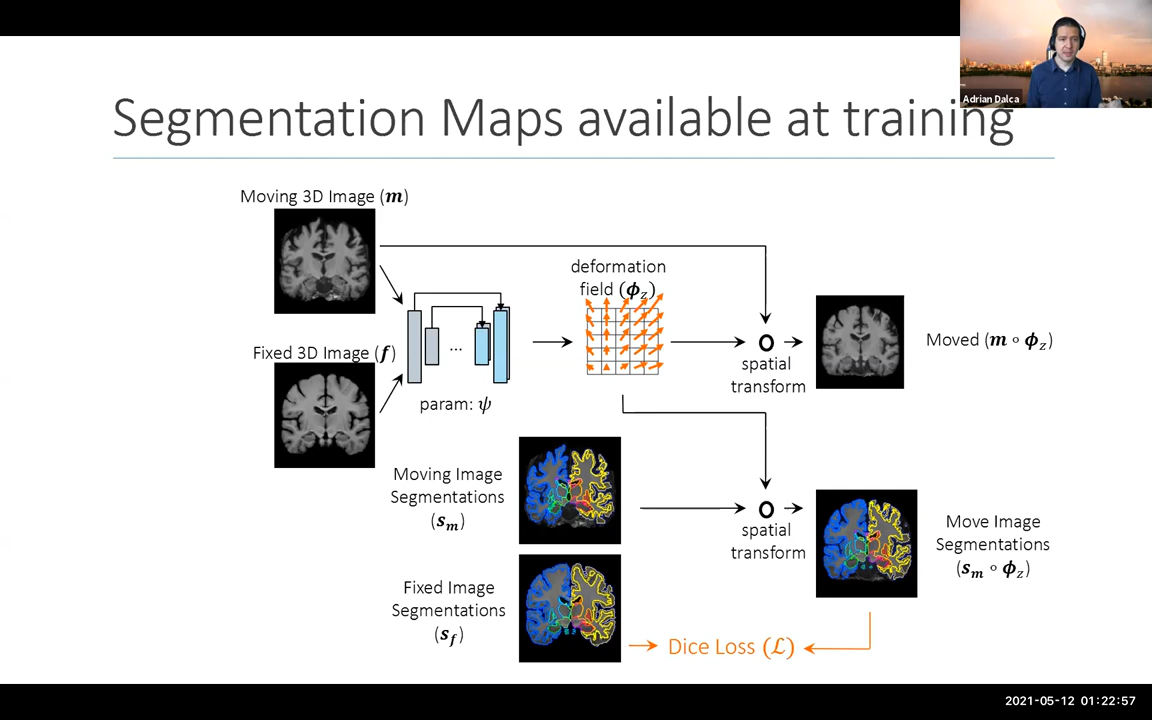 Adrian Dalca
Segmentation Maps available at training
Moving 3D Image (m)
Fixed 3D Image (f)
...
param: ψ
deformation
field (ϕz)
spatial
transform
Moved (m ∘ ϕz)
Moving Image
Segmentations
(sm)
spatial
transform
Move Image
Segmentations
(sm ∘ ϕz)
Fixed Image
Segmentations
(sf)
Dice Loss (ℒ)
2021-05-12 01:22:57